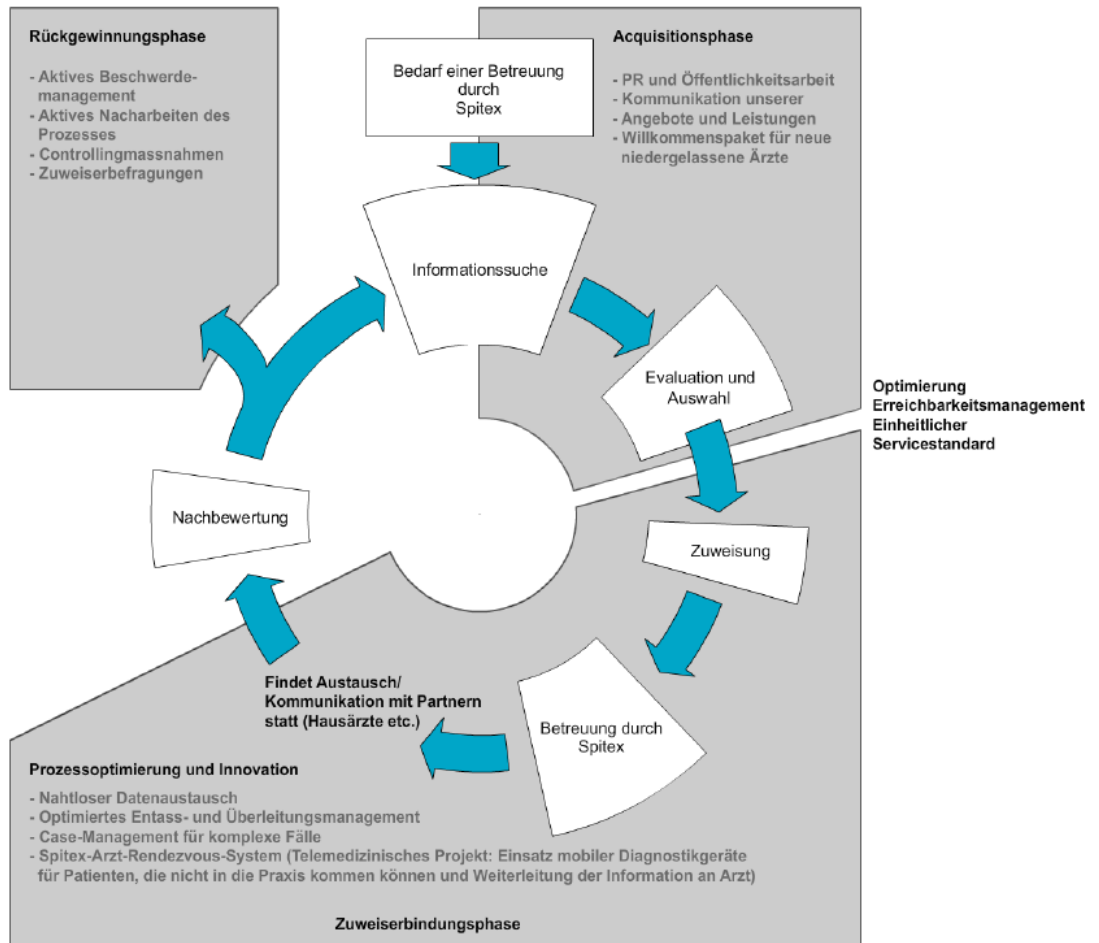 Rückgewinnungsphase
- Aktives Beschwerde-
management
- Aktives Nacharbeiten des
Prozesses
- Controllingmassnahmen
- Zuweiserbefragungen
Bedarf einer Betreuung
durch
Spitex
Acquisitionsphase
- PR und Öffentlichkeitsarbeit
- Kommunikation unserer
- Angebote und Leistungen
- Willkommenspaket für neue
niedergelassene Ärzte
Informationssuche
Evaluation und
Auswahl
Optimierung
Erreichbarkeitsmanagement
Einheitlicher
Servicestandard
Zuweisung
Betreuung durch
Spitex
Findet Austausch/
Kommunikation mit Partnern
statt (Hausärzte etc.)
Nachbewertung
Prozessoptimierung und Innovation
- Nahtloser Datenaustausch
- Optimiertes Entass- und Überleitungsmanagement
- Case-Management für komplexe Fälle
- Spitex-Arzt-Rendezvous-System (Telemedizinisches Projekt: Einsatz mobiler Diagnostikgeräte
für Patienten, die nicht in die Praxis kommen können und Weiterleitung der Information an Arzt)
Zuweiserbindungsphase